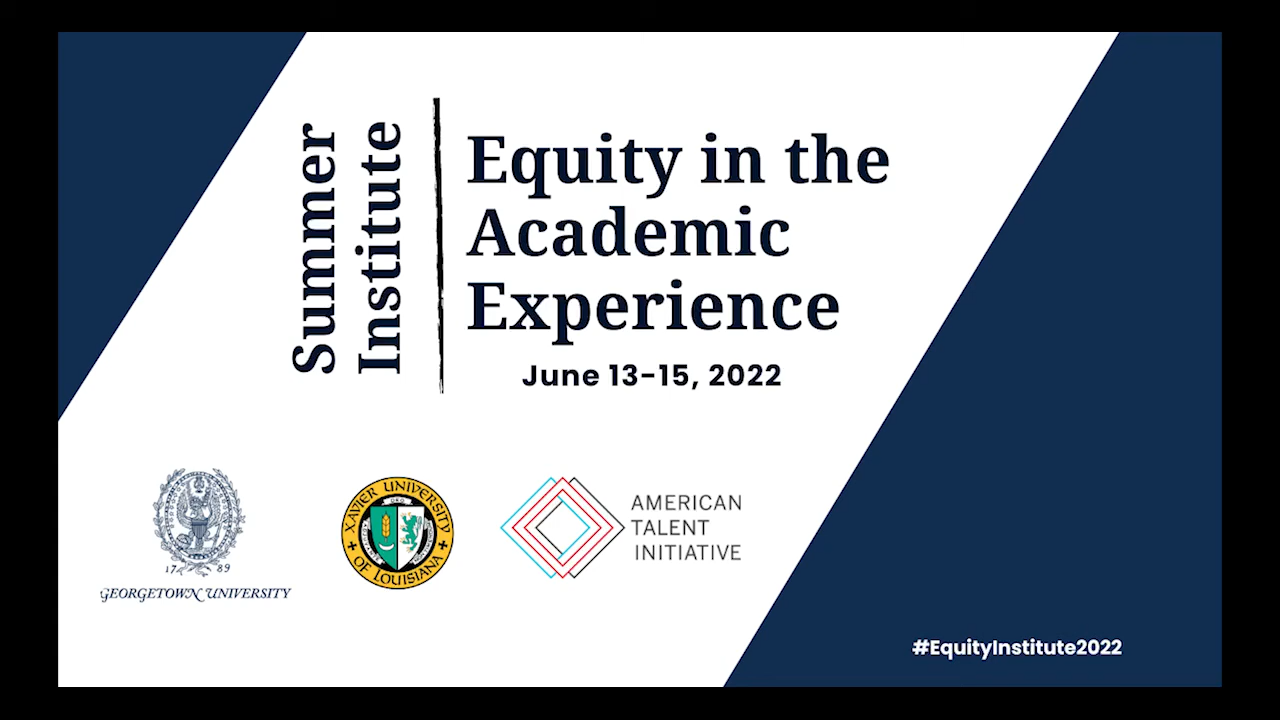 Summer
Institute
Equity in the
Academic
Experience
June 13-15, 2022
17 89
GEORGETOWN UNIVERSITY
XAVIER UNIVERSITY
OF LOUISIANA
AMERICAN
TALENT
INITIATIVE
#EquityInstitute2022